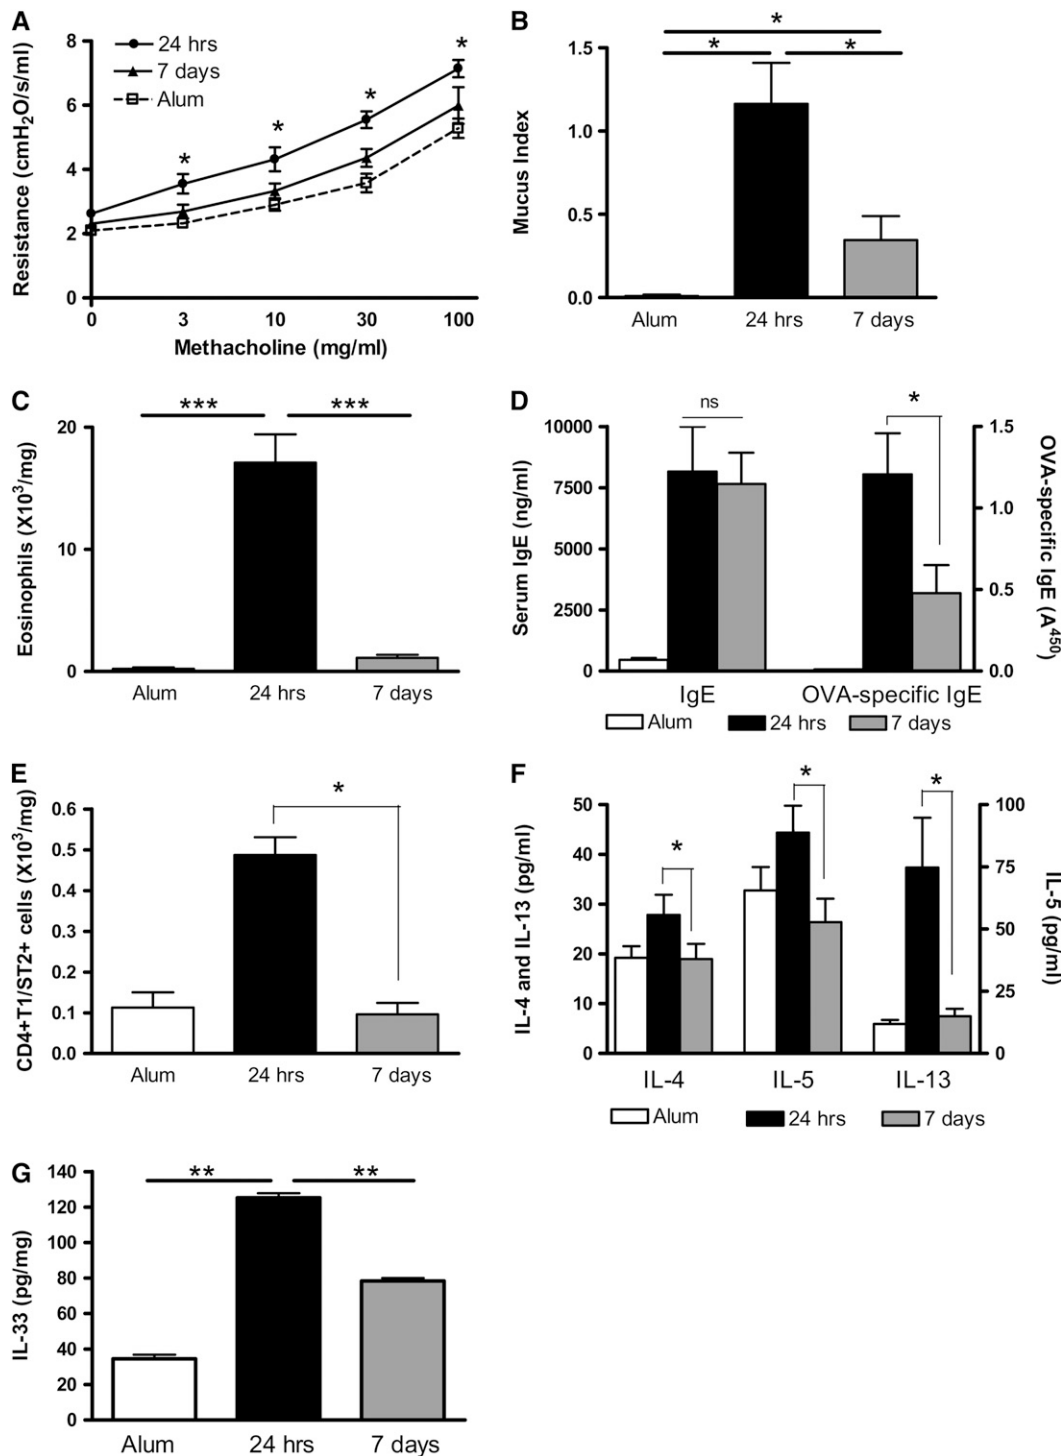 A
24 hrs
7 days
Alum
Resistance (cmH2O/s/ml)
8
6
4
2
0
* * * *
0 3 10 30 100
Methacholine (mg/ml)
B
*
* *
Mucus Index
1.5
1.0
0.5
0.0
Alum 24 hrs 7 days
C
*** ***
Eosinophils (X10³/mg)
20
10
0
Alum 24 hrs 7 days
D
ns *
Serum IgE (ng/ml)
10000
7500
5000
2500
0
OVA-specific IgE (A⁴⁵⁰)
1.5
1.0
0.5
0.0
IgE OVA-specific IgE
Alum 24 hrs 7 days
E
*
CD4+T1/ST2+ cells (X10³/mg)
0.6
0.5
0.4
0.3
0.2
0.1
0.0
Alum 24 hrs 7 days
F
* * *
IL-4 and IL-13 (pg/ml)
50
40
30
20
10
0
IL-5
(pg/ml)
100
75
50
25
0
IL-4 IL-5 IL-13
Alum 24 hrs 7 days
G
** **
IL-33 (pg/mg)
140
120
100
80
60
40
20
0
Alum 24 hrs 7 days